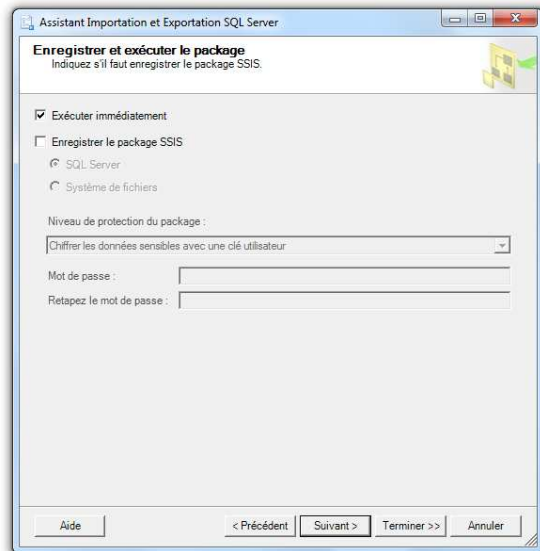 Assistant Importation et Exportation SQL Server
Enregistrer et exécuter le package
Indiquez s'il faut enregistrer le package SSIS.
Exécuter immédiatement
Enregistrer le package SSIS
SQL Server
Système de fichiers
Niveau de protection du package :
Chiffrer les données sensibles avec une clé utilisateur
Mot de passe :
Retapez le mot de passe :
Aide < Précédent Suivant > Terminer >> Annuler